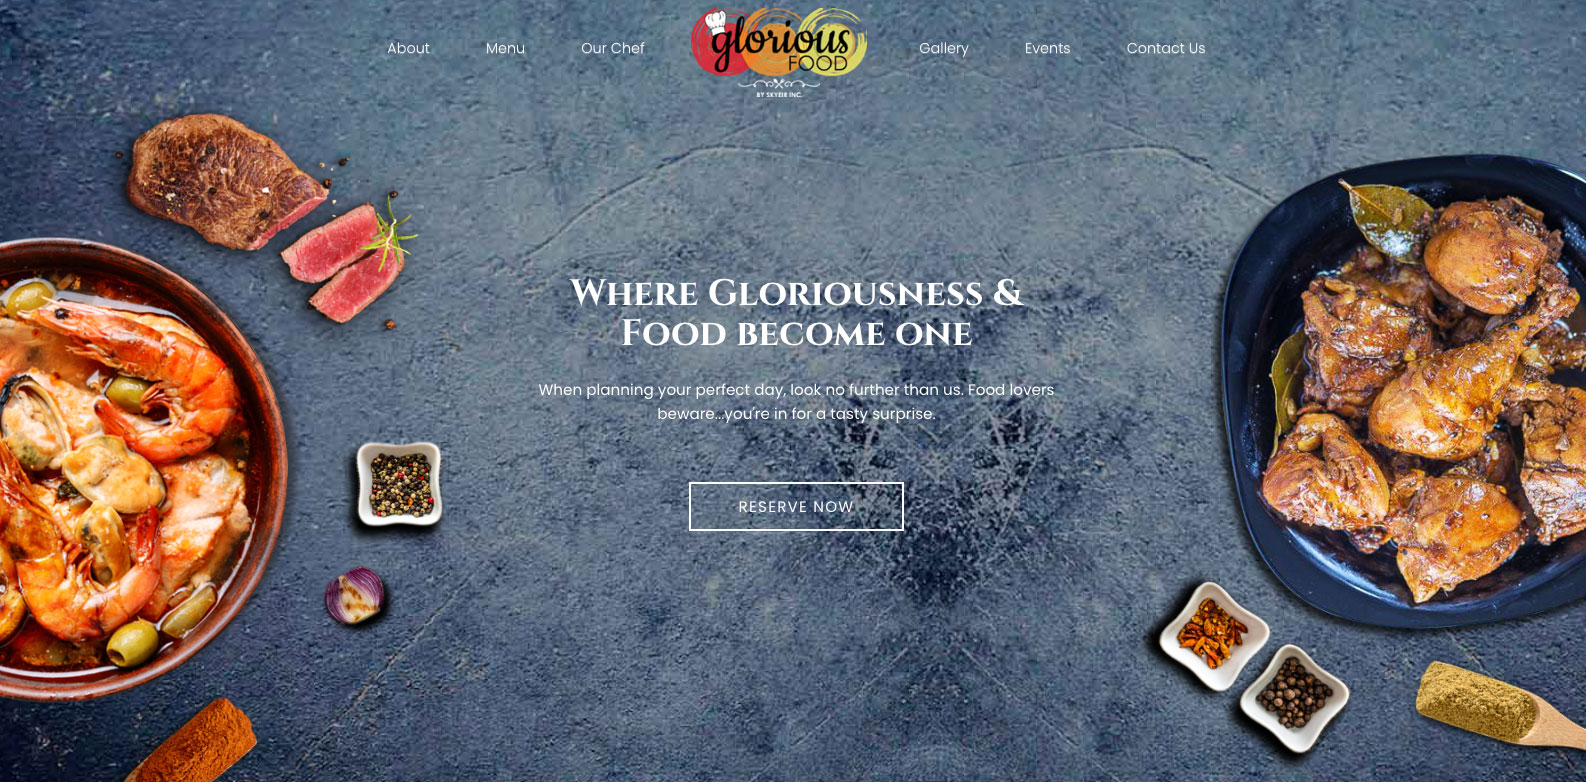 About
Menu
Our Chef
glorious
FOOD
BY SKYEIR INC.
Gallery
Events
Contact Us
Where Gloriousness &
Food become one
When planning your perfect day, look no further than us. Food lovers
beware...you’re in for a tasty surprise.
RESERVE NOW